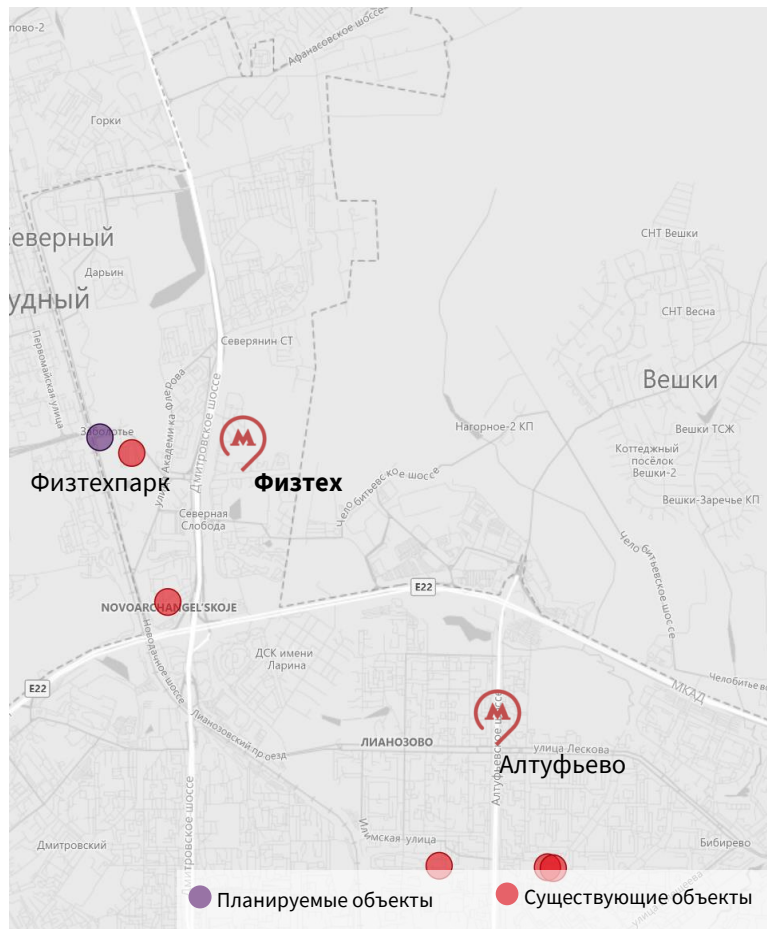 ново-2
Афанасовское шоссе
Горки
Северный
СНТ Вешки
Дарьин
удный
СНТ Весна
Первомайская улица
Северянин СТ
Вешки
улица Академика Флёрова
Дмитровское шоссе
Нагорное-2 КП
Вешки ТСЖ
Заболотье
М
Коттеджный
посёлок
Вешки-2
Физтехпарк
Физтех
Челобитьевское шоссе
Вешки-Заречье КП
Северная
Слобода
Челобитьевское шоссе
E22
NOVOARCHANGEL'SKOJE
Новодачное шоссе
ДСК имени
Ларина
Челобитьево
E22
МКАД
М
Лианозовский проезд
ЛИАНОЗОВО
улица Лескова
Алтуфьевское шоссе
Алтуфьево
Дмитровское шоссе
Илимская улица
Дмитровский
Бибирево
Планируемые объекты
Существующие объекты